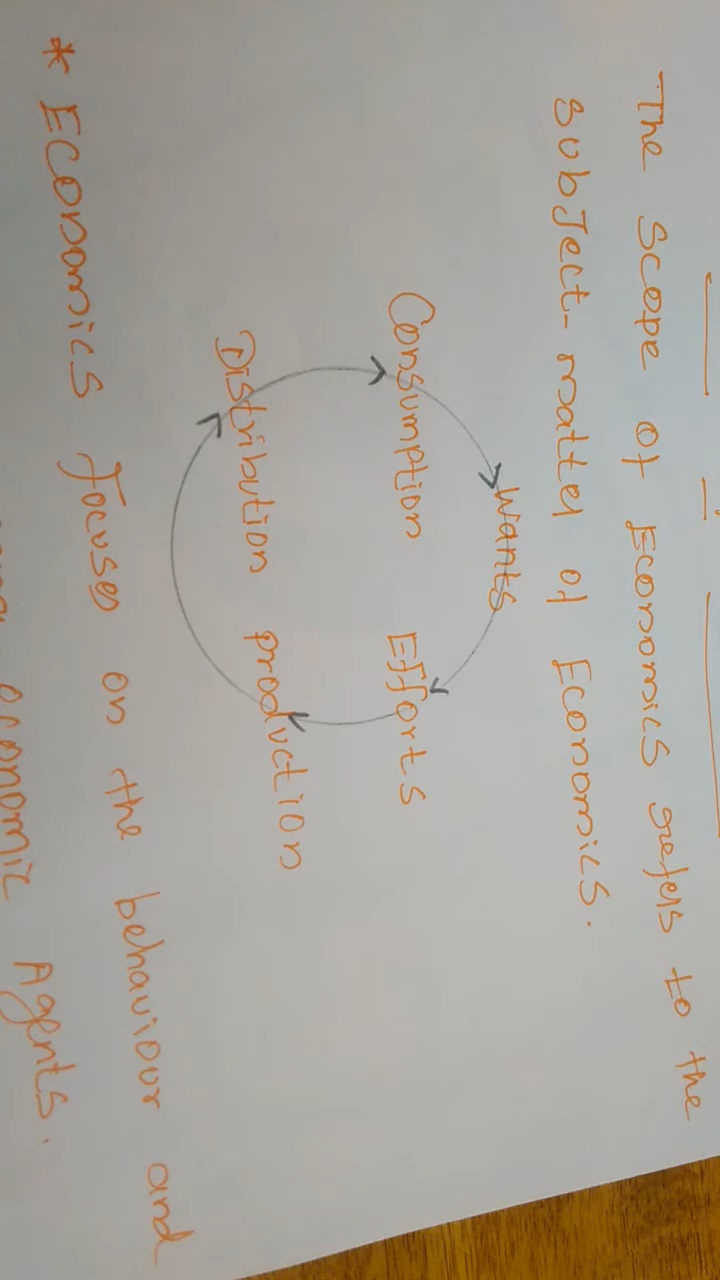 The Scope of Economics refers to the
subject-matter of Economics.
Wants
Consumption Efforts
Distribution production
* Economics focuses on the behaviour and
economic Agents.